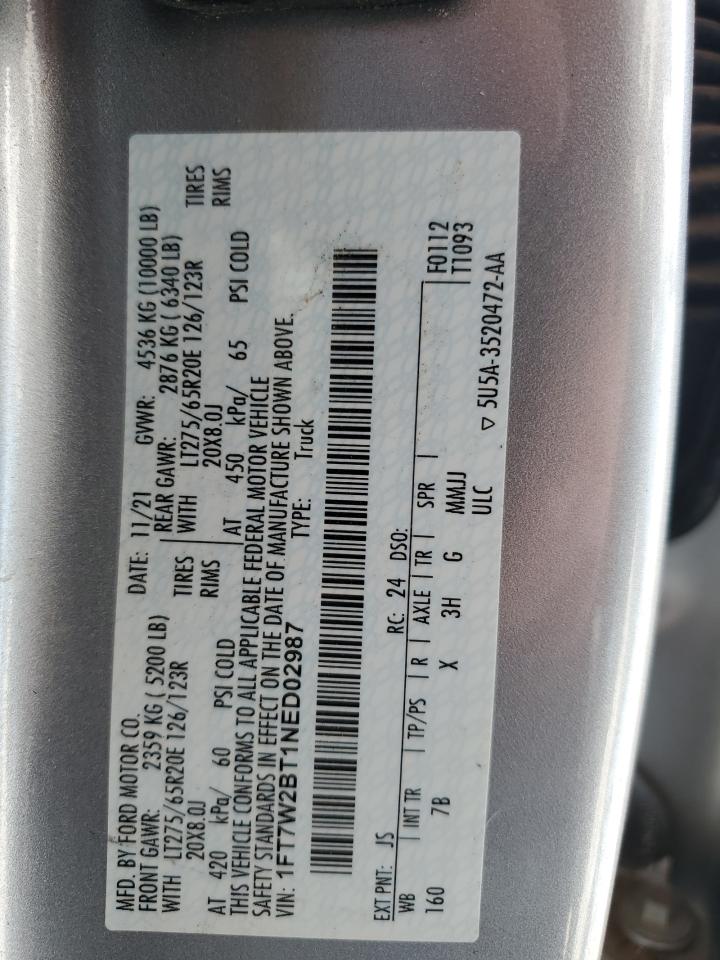 MFD. BY FORD MOTOR CO.
DATE: 11/21 GVWR: 4536 KG (10000 LB)
FRONT GAWR: 2359 KG ( 5200 LB)
REAR GAWR: 2876 KG ( 6340 LB)
WITH LT275/65R20E 126/123R TIRES
WITH LT275/65R20E 126/123R TIRES
20X8.0J RIMS
20X8.0J RIMS
AT 420 kPa/ 60 PSI COLD
AT 450 kPa/ 65 PSI COLD
THIS VEHICLE CONFORMS TO ALL APPLICABLE FEDERAL MOTOR VEHICLE
SAFETY STANDARDS IN EFFECT ON THE DATE OF MANUFACTURE SHOWN ABOVE.
VIN: 1FT7W2BT1NED02987 TYPE: Truck
EXT PNT: JS RC: 24 DSO:
WB INT TR TP/PS R AXLE TR SPR F0112
160 7B X 3H G MMJJ T1093
ULC
▽ 5U5A-3520472-AA